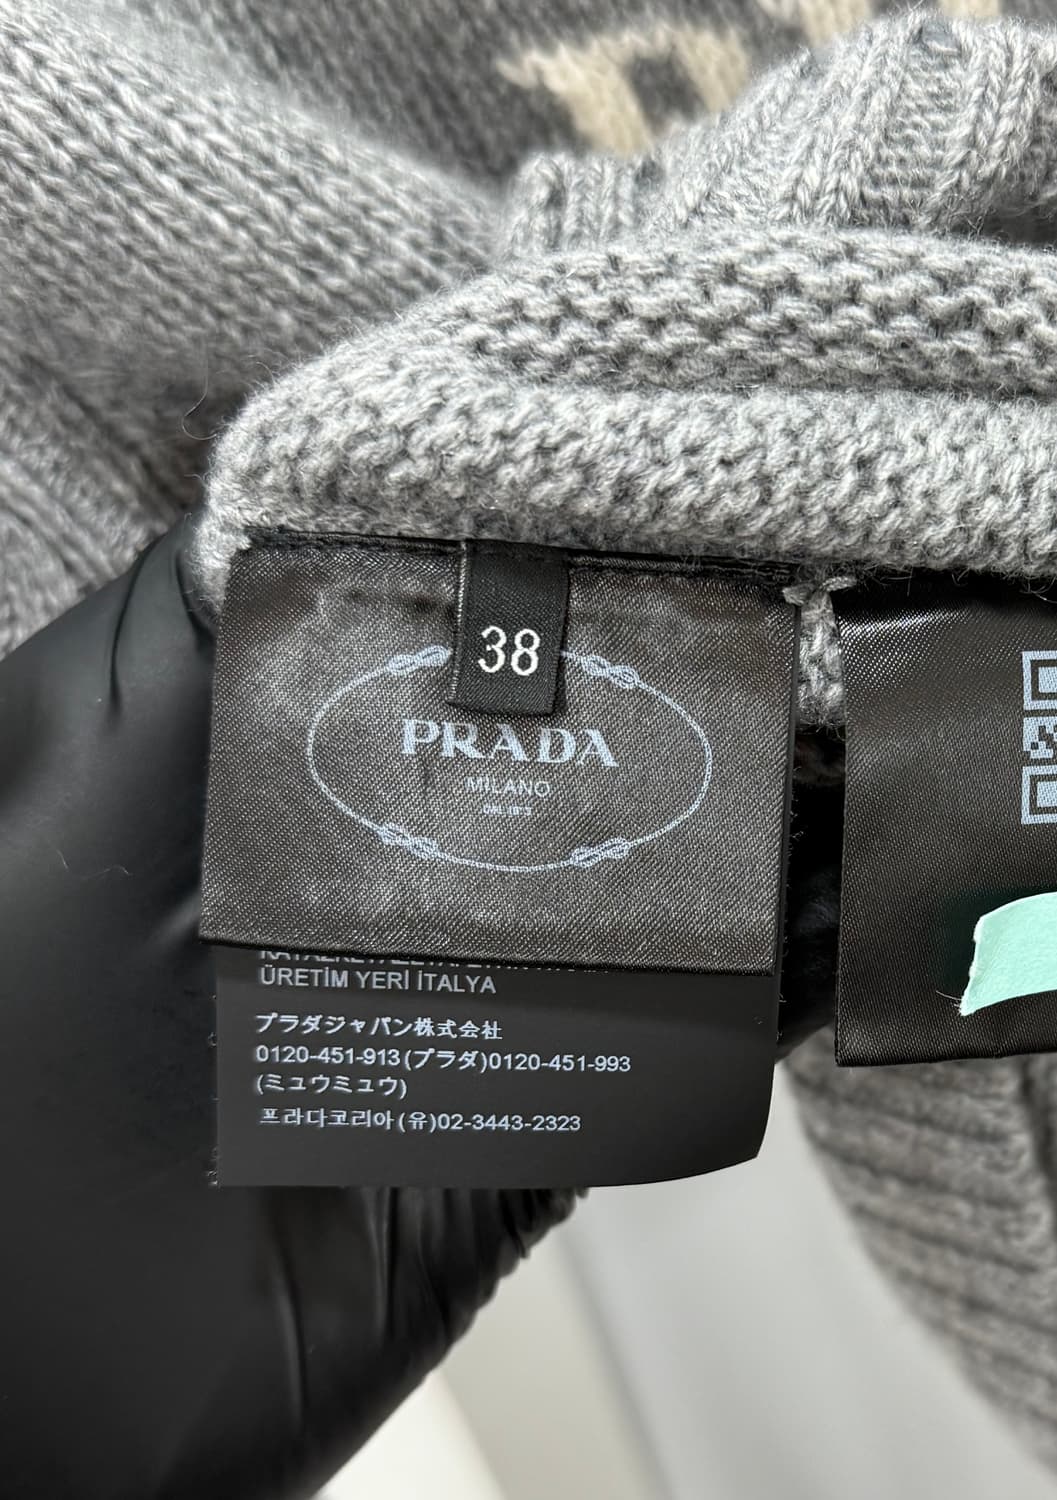 38
PRADA
MILANO
ÜRETİM YERİ İTALYA
プラダジャパン株式会社
0120-451-913(プラダ)0120-451-993
(ミュウミュウ)
프라다코리아(유)02-3443-2323